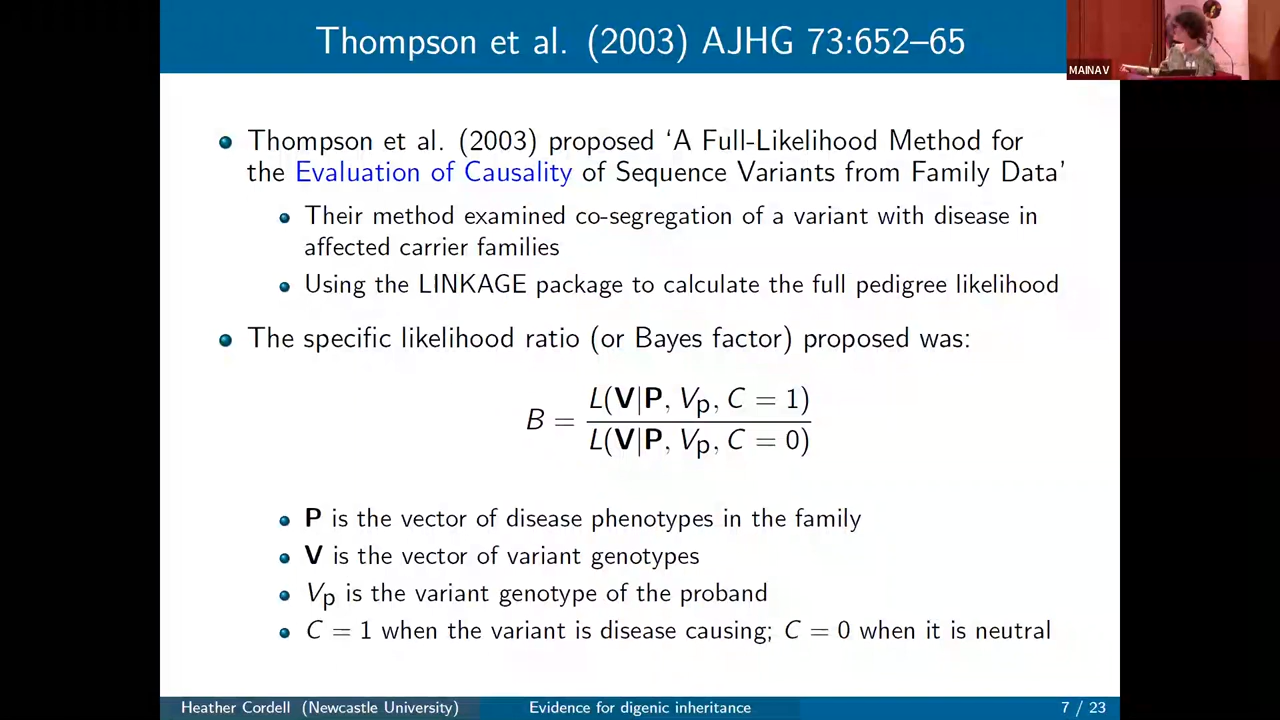 Thompson et al. (2003) AJHG 73:652–65
MAINAV
Thompson et al. (2003) proposed ‘A Full-Likelihood Method for
the Evaluation of Causality of Sequence Variants from Family Data’
Their method examined co-segregation of a variant with disease in
affected carrier families
Using the LINKAGE package to calculate the full pedigree likelihood
The specific likelihood ratio (or Bayes factor) proposed was:
B = L(V|P, Vp, C = 1) / L(V|P, Vp, C = 0)
P is the vector of disease phenotypes in the family
V is the vector of variant genotypes
Vp is the variant genotype of the proband
C = 1 when the variant is disease causing; C = 0 when it is neutral
Heather Cordell (Newcastle University) Evidence for digenic inheritance 7 / 23